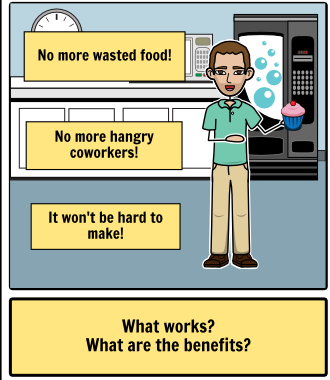 No more wasted food!
No more hangry
coworkers!
It won't be hard to
make!
What works?
What are the benefits?